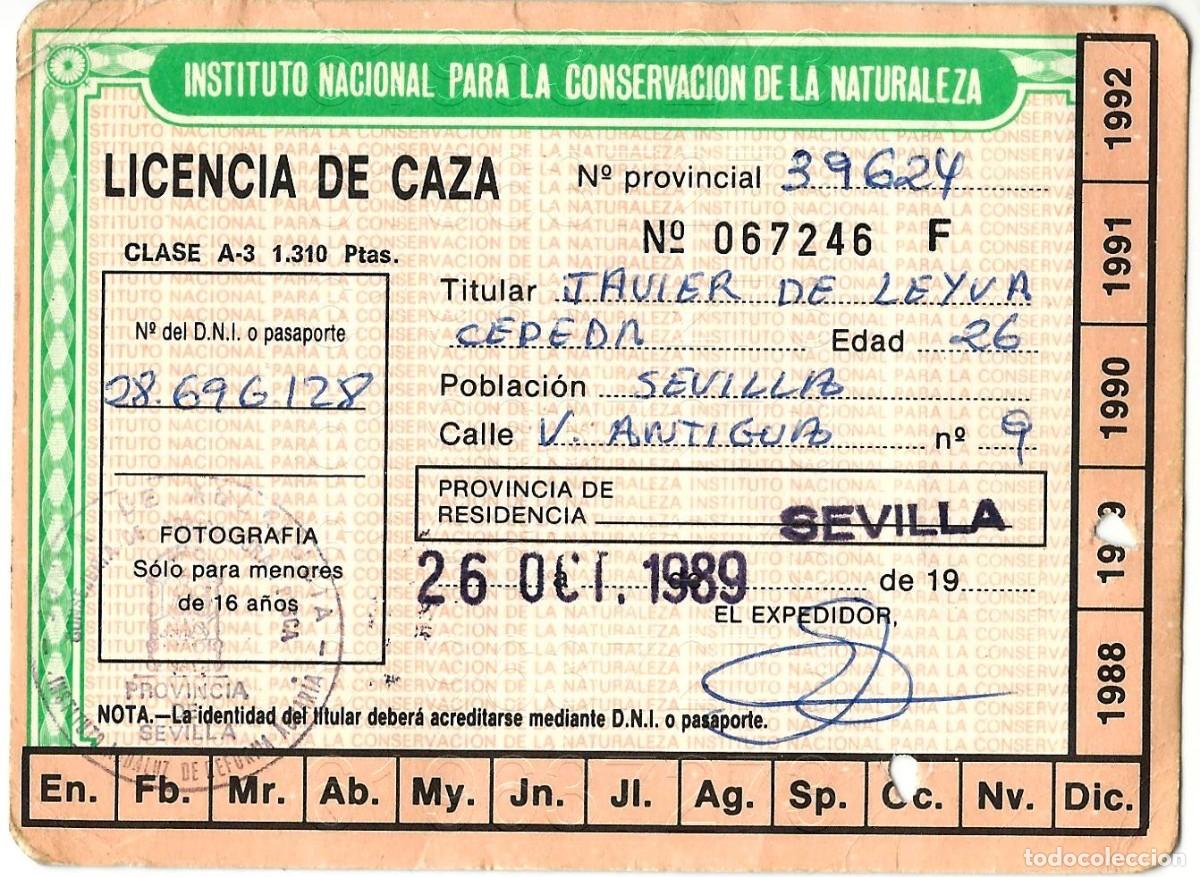 INSTITUTO NACIONAL PARA LA CONSERVACION DE LA NATURALEZA
LICENCIA DE CAZA
Nº provincial 39624
Nº 067246 F
CLASE A-3 1.310 Ptas.
Titular JAVIER DE LEYVA
CEPEDA Edad 26
Nº del D.N.I. o pasaporte
28.696128
Población SEVILLA
Calle V. ANTIGUA nº 9
PROVINCIA DE
RESIDENCIA SEVILLA
FOTOGRAFIA
Sólo para menores
de 16 años
26 OCT. 1989 de 19
EL EXPEDIDOR,
PROVINCIA
DE
SEVILLA
NOTA.—La identidad del titular deberá acreditarse mediante D.N.I. o pasaporte.
1992
1991
1990
1988
En. Fb. Mr. Ab. My. Jn. Jl. Ag. Sp. Oc. Nv. Dic.
todocoleccion